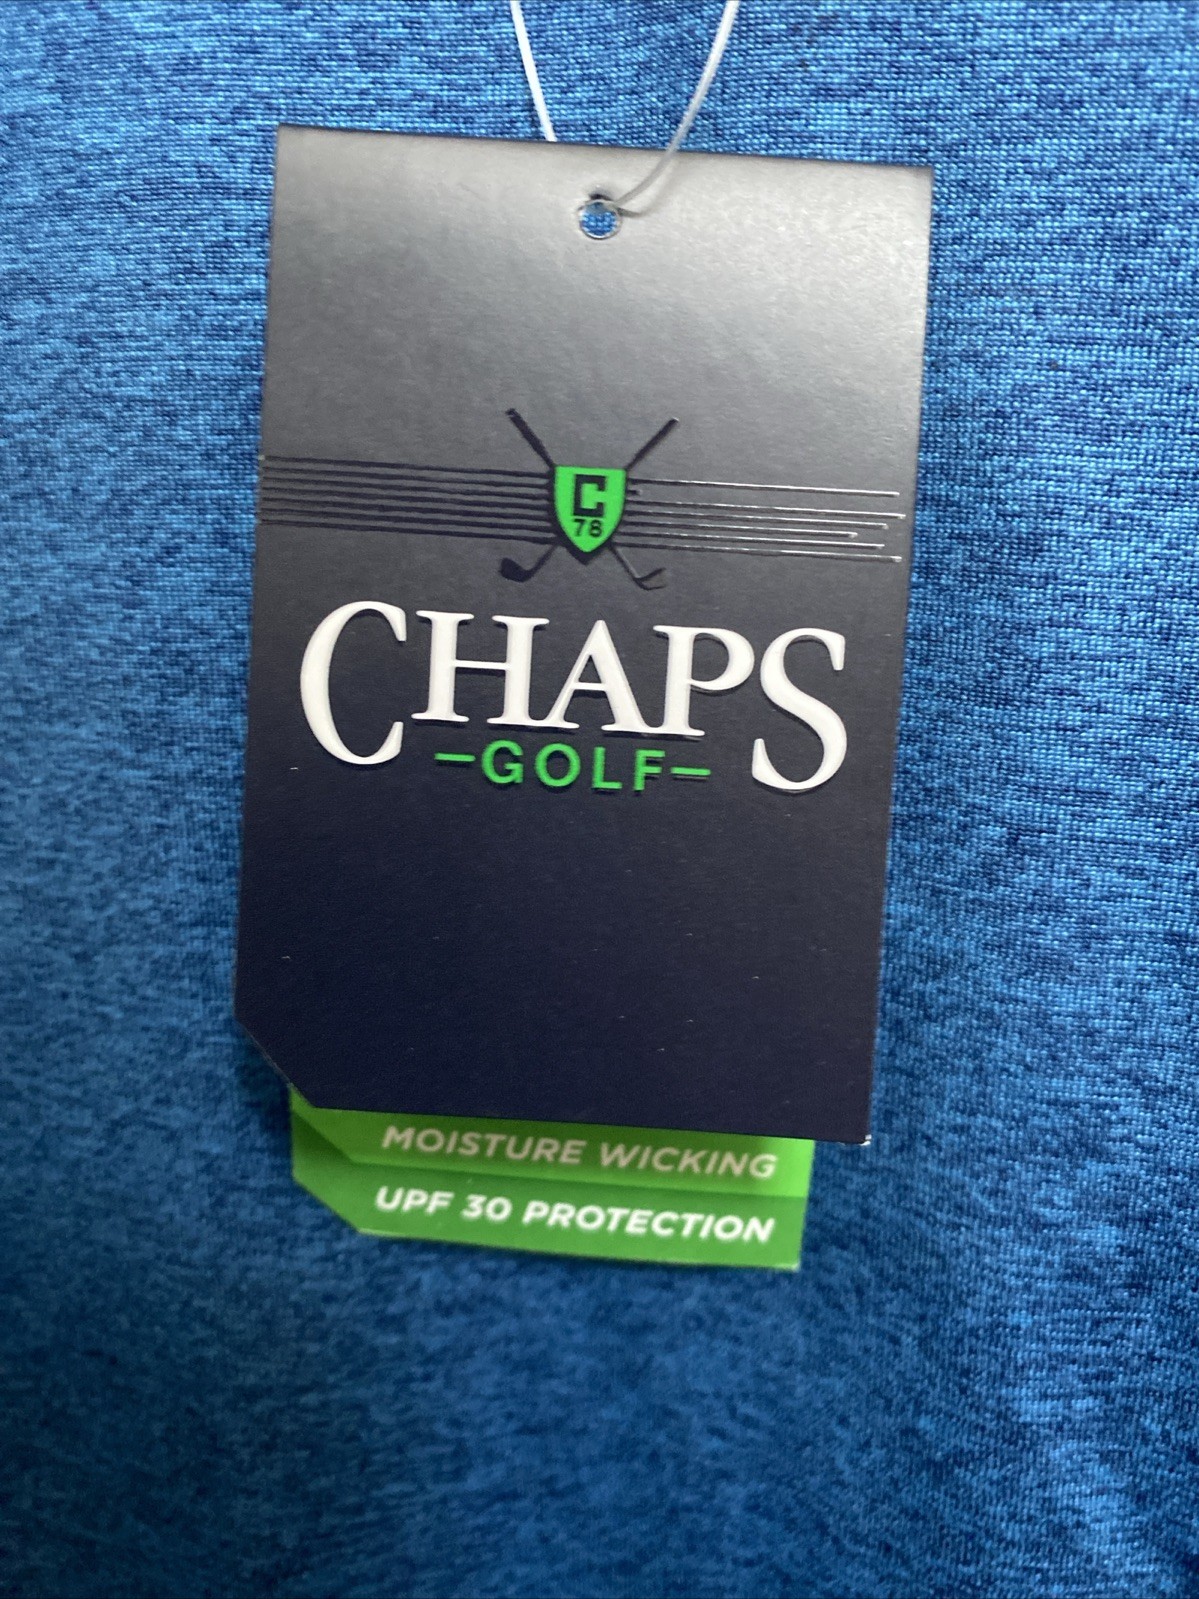 C
78
CHAPS
-GOLF-
MOISTURE WICKING
UPF 30 PROTECTION